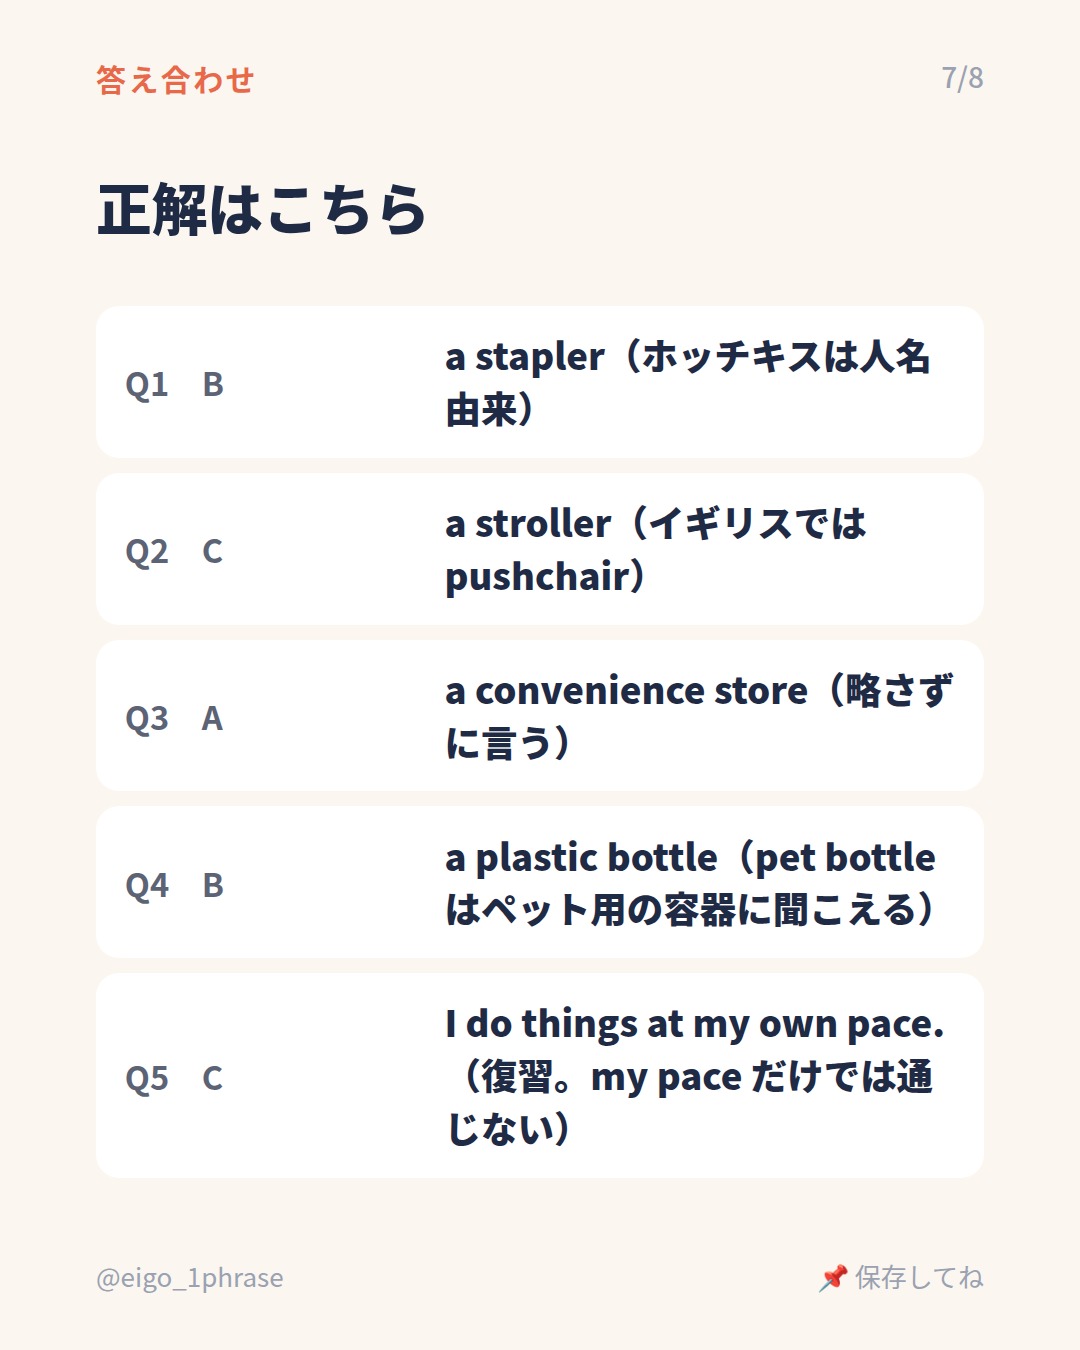 答え合わせ
7/8
正解はこちら
Q1　B
a stapler（ホッチキスは人名
由来）
Q2　C
a stroller（イギリスでは
pushchair）
Q3　A
a convenience store（略さず
に言う）
Q4　B
a plastic bottle（pet bottle
はペット用の容器に聞こえる）
Q5　C
I do things at my own pace.
（復習。my pace だけでは通
じない）
@eigo_1phrase
📌 保存してね